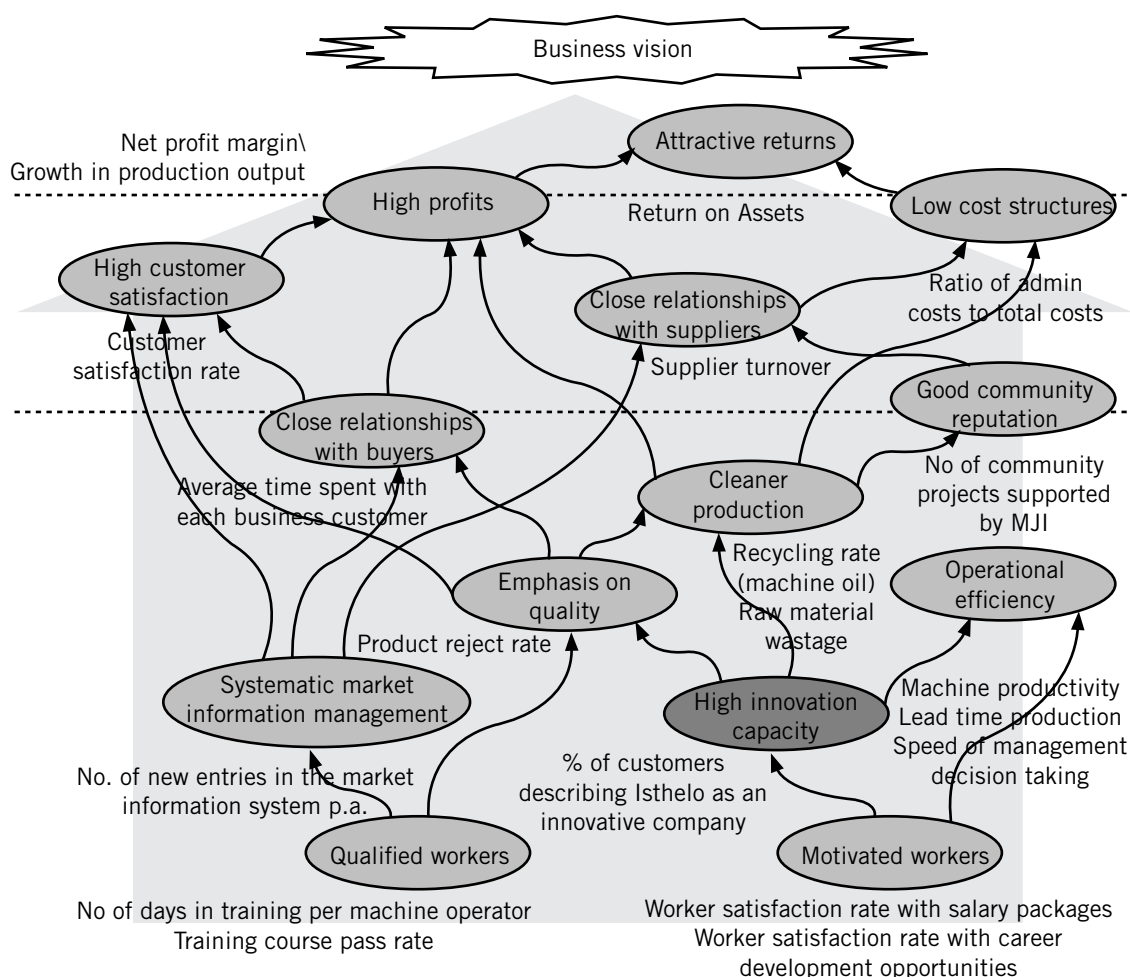 Business vision
Attractive returns
Net profit margin\
Growth in production output
High profits
Return on Assets
Low cost structures
High customer
satisfaction
Close relationships
with suppliers
Ratio of admin
costs to total costs
Customer
satisfaction rate
Supplier turnover
Good community
reputation
Close relationships
with buyers
Average time spent with
each business customer
Cleaner
production
No of community
projects supported
by MJI
Recycling rate
(machine oil)
Raw material
wastage
Operational
efficiency
Emphasis on
quality
Product reject rate
Systematic market
information management
High innovation
capacity
Machine productivity
Lead time production
Speed of management
decision taking
No. of new entries in the market
information system p.a.
% of customers
describing Isthelo as an
innovative company
Qualified workers
Motivated workers
No of days in training per machine operator
Training course pass rate
Worker satisfaction rate with salary packages
Worker satisfaction rate with career
development opportunities